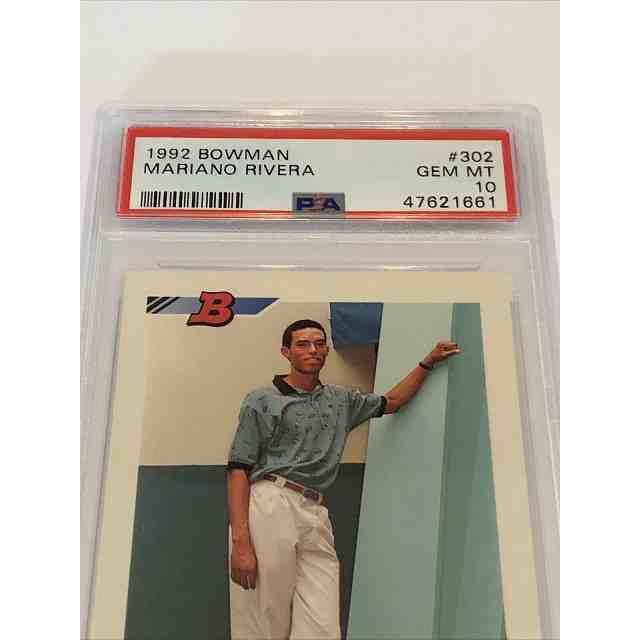 1992 BOWMAN #302
MARIANO RIVERA GEM MT
10
PSA 47621661
B